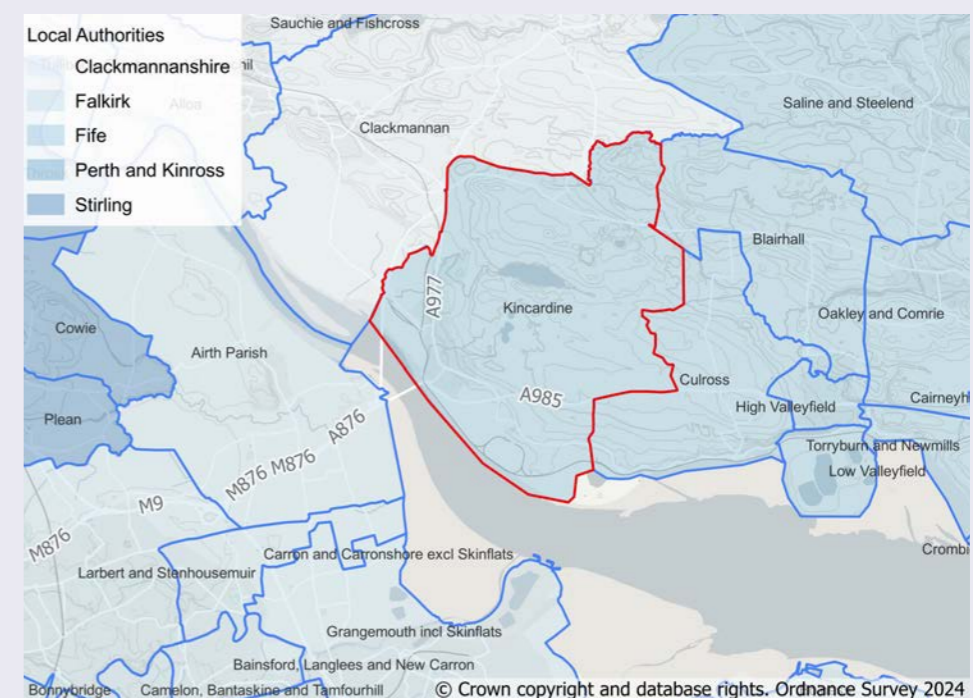 Sauchie and Fishcross
Local Authorities
Clackmannanshire
Falkirk
Fife
Perth and Kinross
Stirling
Alloa
Clackmannan
Saline and Steelend
Blairhall
A977
Kincardine
Oakley and Comrie
Cowie
Airth Parish
Culross
A985
Cairneyh
High Valleyfield
Plean
A876
Torryburn and Newmills
Low Valleyfield
M876 M876
M9
M876
Crombi
Carron and Carronshore excl Skinflats
Larbert and Stenhousemuir
Grangemouth incl Skinflats
Bainsford, Langlees and New Carron
Bonnybridge
Camelon, Bantaskine and Tamfourhill
© Crown copyright and database rights. Ordnance Survey 2024